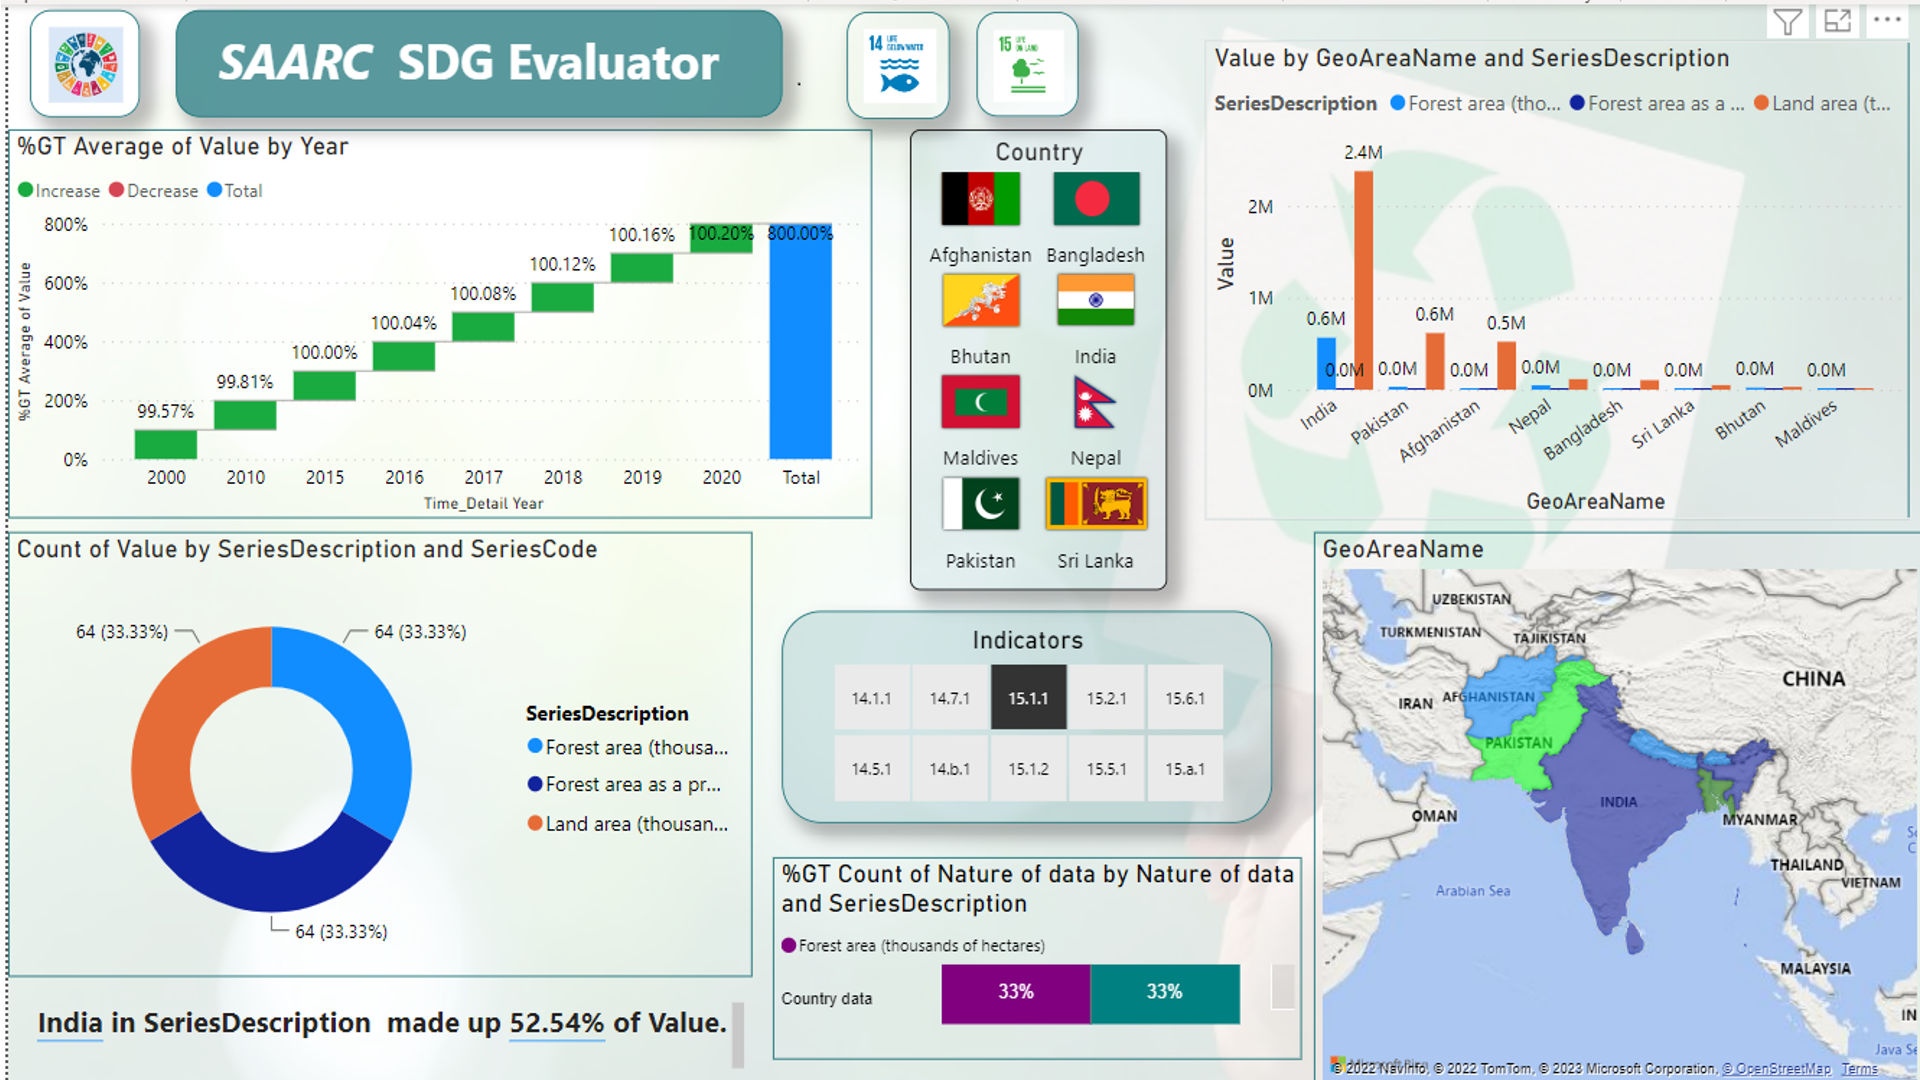 SAARC SDG Evaluator
.
14 LIFE BELOW WATER
15 LIFE ON LAND
%GT Average of Value by Year
Increase Decrease Total
%GT Average of Value
800%
600%
400%
200%
0%
99.57%
99.81%
100.00%
100.04%
100.08%
100.12%
100.16%
100.20%
800.00%
2000 2010 2015 2016 2017 2018 2019 2020 Total
Time_Detail Year
Country
Afghanistan Bangladesh
Bhutan India
Maldives Nepal
Pakistan Sri Lanka
Value by GeoAreaName and SeriesDescription
SeriesDescription Forest area (tho... Forest area as a ... Land area (t...
Value
2M
1M
0M
0.6M 0.0M 2.4M 0.0M 0.6M 0.0M 0.5M 0.0M 0.0M 0.0M 0.0M 0.0M
India Pakistan Afghanistan Nepal Bangladesh Sri Lanka Bhutan Maldives
GeoAreaName
Count of Value by SeriesDescription and SeriesCode
64 (33.33%) 64 (33.33%)
64 (33.33%)
SeriesDescription
Forest area (thousa...
Forest area as a pr...
Land area (thousan...
India in SeriesDescription made up 52.54% of Value.
Indicators
14.1.1 14.7.1 15.1.1 15.2.1 15.6.1
14.5.1 14.b.1 15.1.2 15.5.1 15.a.1
%GT Count of Nature of data by Nature of data
and SeriesDescription
Forest area (thousands of hectares)
Country data 33% 33%
GeoAreaName
UZBEKISTAN
TURKMENISTAN
TAJIKISTAN
CHINA
IRAN
AFGHANISTAN
PAKISTAN
INDIA
OMAN
MYANMAR
THAILAND
VIETNAM
Arabian Sea
MALAYSIA
IN
Java Se
Microsoft Bing
© 2022 NavInfo, © 2022 TomTom, © 2023 Microsoft Corporation, © OpenStreetMap Terms